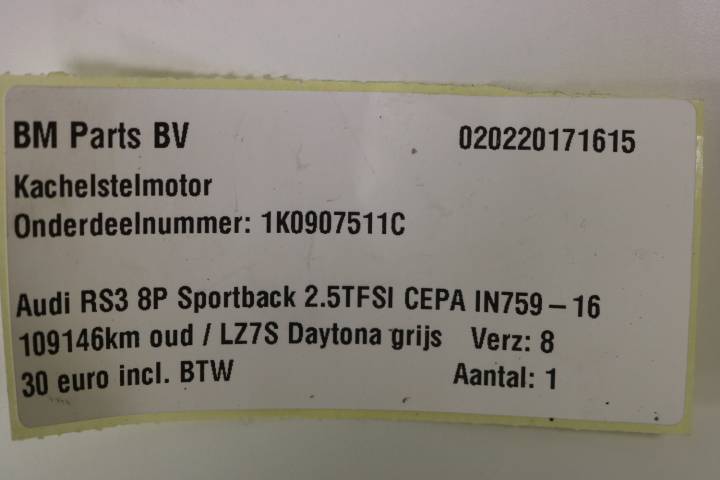 BM Parts BV 020220171615
Kachelstelmotor
Onderdeelnummer: 1K0907511C
Audi RS3 8P Sportback 2.5TFSI CEPA IN759-16
109146km oud / LZ7S Daytona grijs Verz: 8
30 euro incl. BTW Aantal: 1